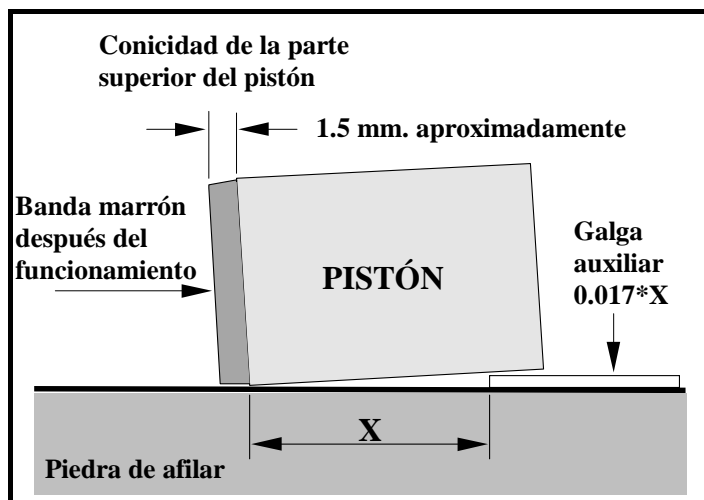 Conicidad de la parte
superior del pistón
1.5 mm. aproximadamente
Banda marrón
después del
funcionamiento
PISTÓN
Galga
auxiliar
0.017*X
X
Piedra de afilar